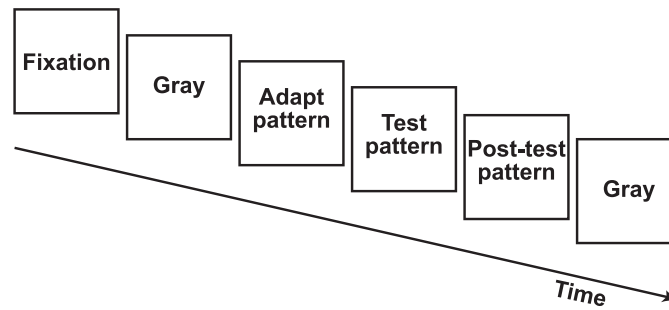 Fixation
Gray
Adapt
pattern
Test
pattern
Post-test
pattern
Gray
Time